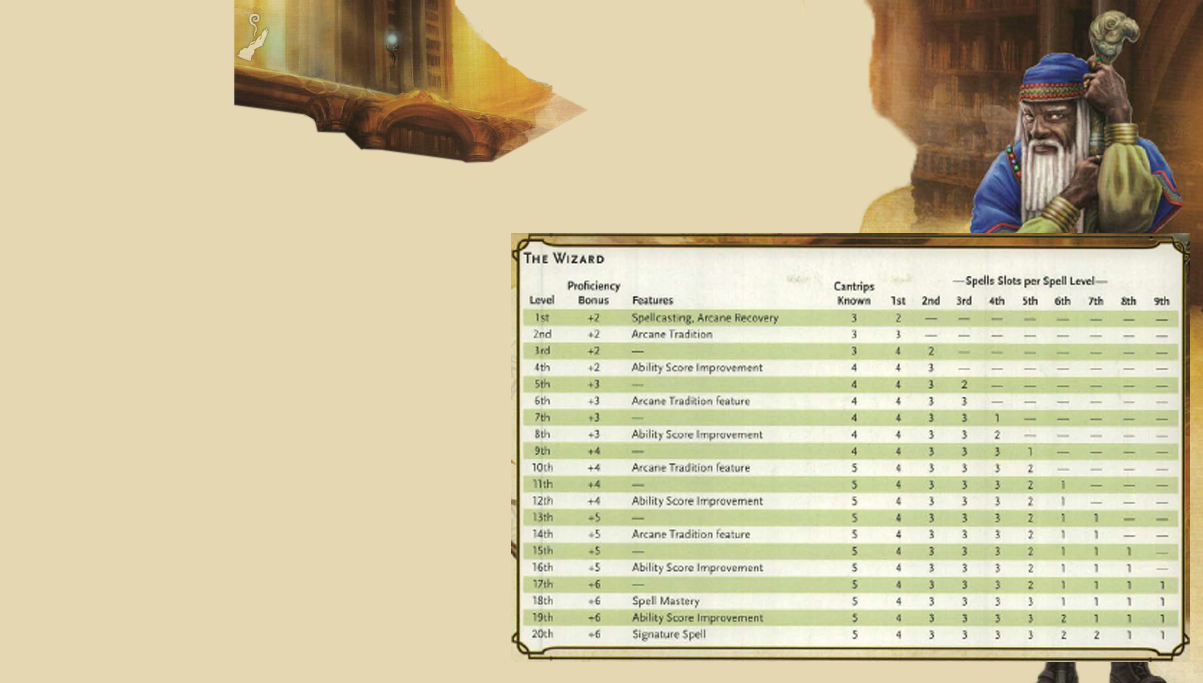 THE WIZARD
—Spells Slots per Spell Level—
Proficiency Cantrips
Level Bonus Features Known 1st 2nd 3rd 4th 5th 6th 7th 8th 9th
1st +2 Spellcasting, Arcane Recovery 3 2 — — — — — — — —
2nd +2 Arcane Tradition 3 3 — — — — — — — —
3rd +2 — 3 4 2 — — — — — — —
4th +2 Ability Score Improvement 4 4 3 — — — — — — —
5th +3 — 4 4 3 2 — — — — — —
6th +3 Arcane Tradition feature 4 4 3 3 — — — — — —
7th +3 — 4 4 3 3 1 — — — — —
8th +3 Ability Score Improvement 4 4 3 3 2 — — — — —
9th +4 — 4 4 3 3 3 1 — — — —
10th +4 Arcane Tradition feature 5 4 3 3 3 2 — — — —
11th +4 — 5 4 3 3 3 2 1 — — —
12th +4 Ability Score Improvement 5 4 3 3 3 2 1 — — —
13th +5 — 5 4 3 3 3 2 1 1 — —
14th +5 Arcane Tradition feature 5 4 3 3 3 2 1 1 — —
15th +5 — 5 4 3 3 3 2 1 1 1 —
16th +5 Ability Score Improvement 5 4 3 3 3 2 1 1 1 —
17th +6 — 5 4 3 3 3 2 1 1 1 1
18th +6 Spell Mastery 5 4 3 3 3 3 1 1 1 1
19th +6 Ability Score Improvement 5 4 3 3 3 3 2 1 1 1
20th +6 Signature Spell 5 4 3 3 3 3 2 2 1 1